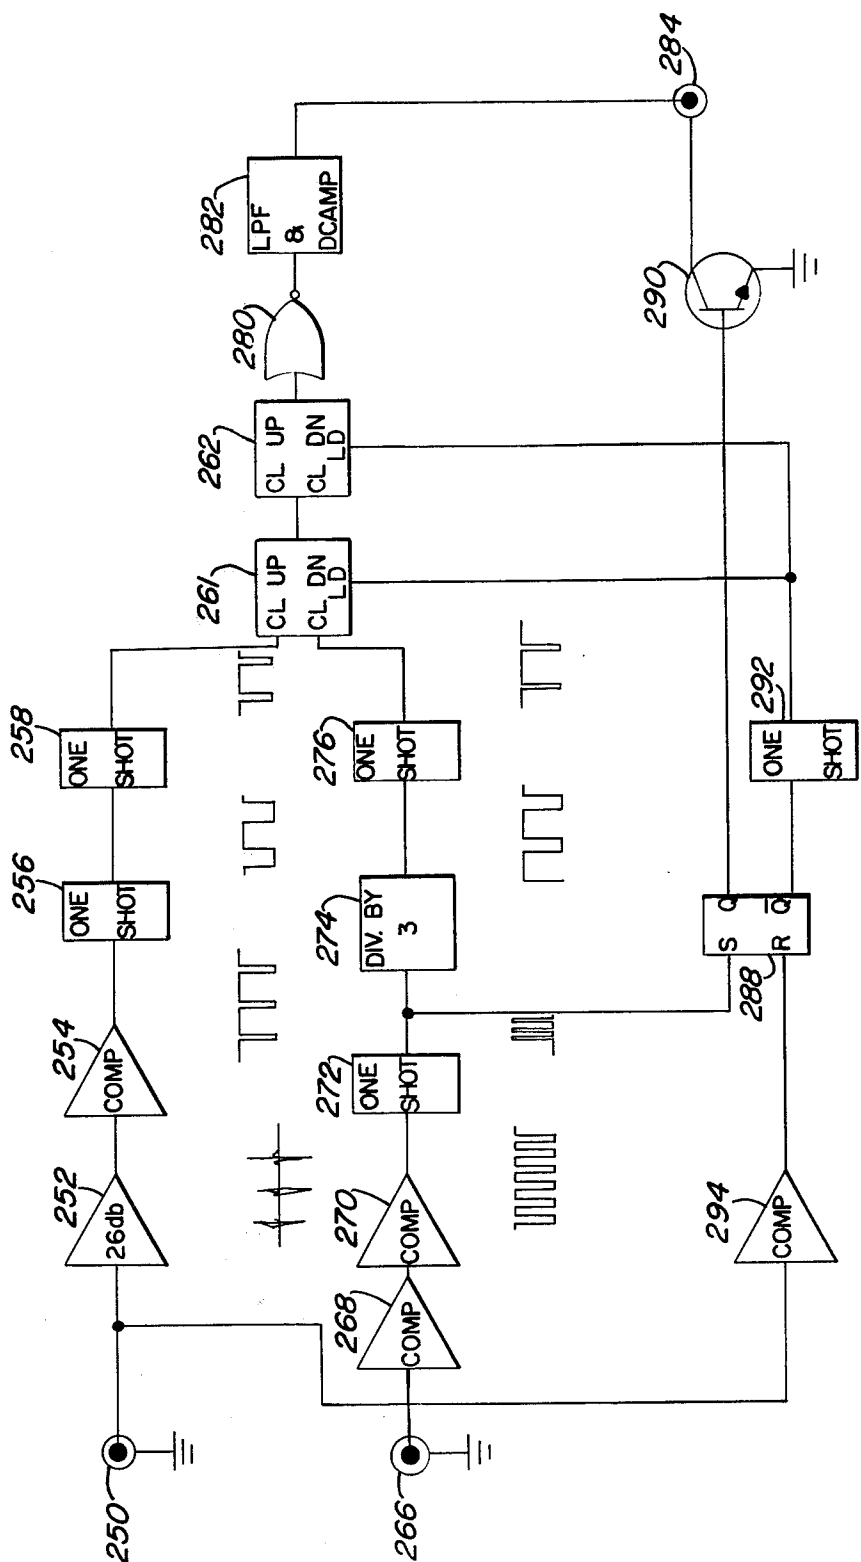 250
252
26db
254
COMP
256
ONE
SHOT
258
ONE
SHOT
261
CL UP
CL DN
LD
262
CL UP
CL DN
LD
280
282
LPF
&
DCAMP
284
266
268
COMP
270
COMP
272
ONE
SHOT
274
DIV. BY
3
276
ONE
SHOT
290
294
COMP
288
S Q
R Q̅
292
ONE
SHOT